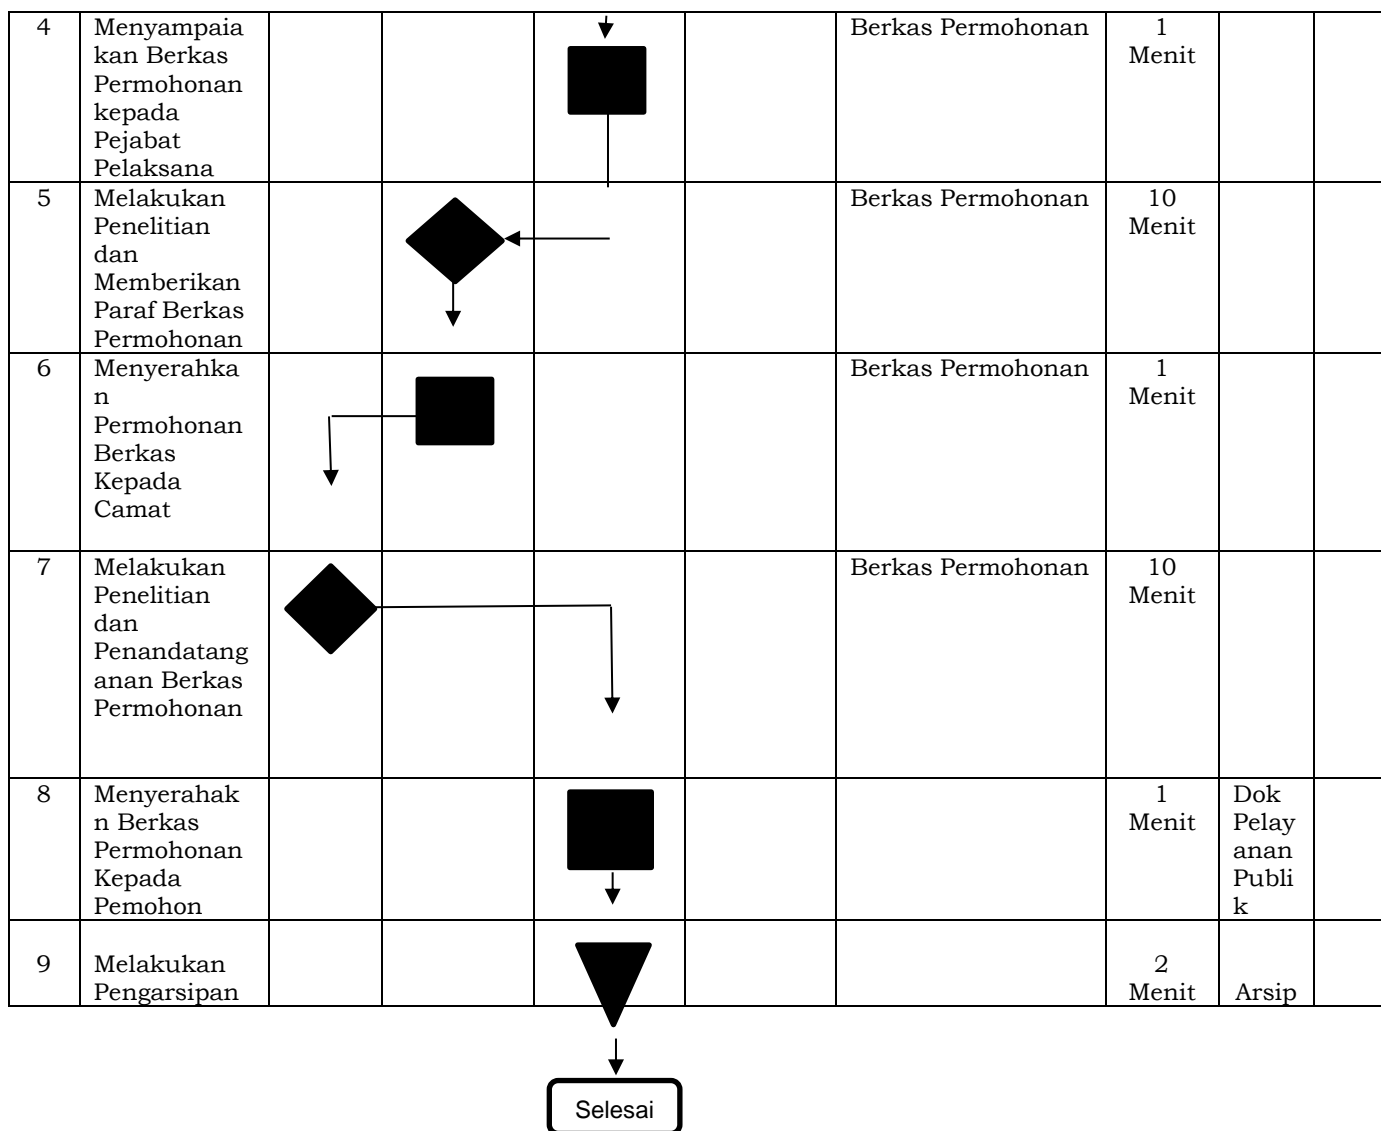 4 Menyampaia Berkas Permohonan 1
kan Berkas Menit
Permohonan
kepada
Pejabat
Pelaksana
5 Melakukan Berkas Permohonan 10
Penelitian Menit
dan
Memberikan
Paraf Berkas
Permohonan
6 Menyerahka Berkas Permohonan 1
n Menit
Permohonan
Berkas
Kepada
Camat
7 Melakukan Berkas Permohonan 10
Penelitian Menit
dan
Penandatang
anan Berkas
Permohonan
8 Menyerahak 1 Dok
n Berkas Menit Pelay
Permohonan anan
Kepada Publi
Pemohon k
9 Melakukan 2
Pengarsipan Menit Arsip
Selesai